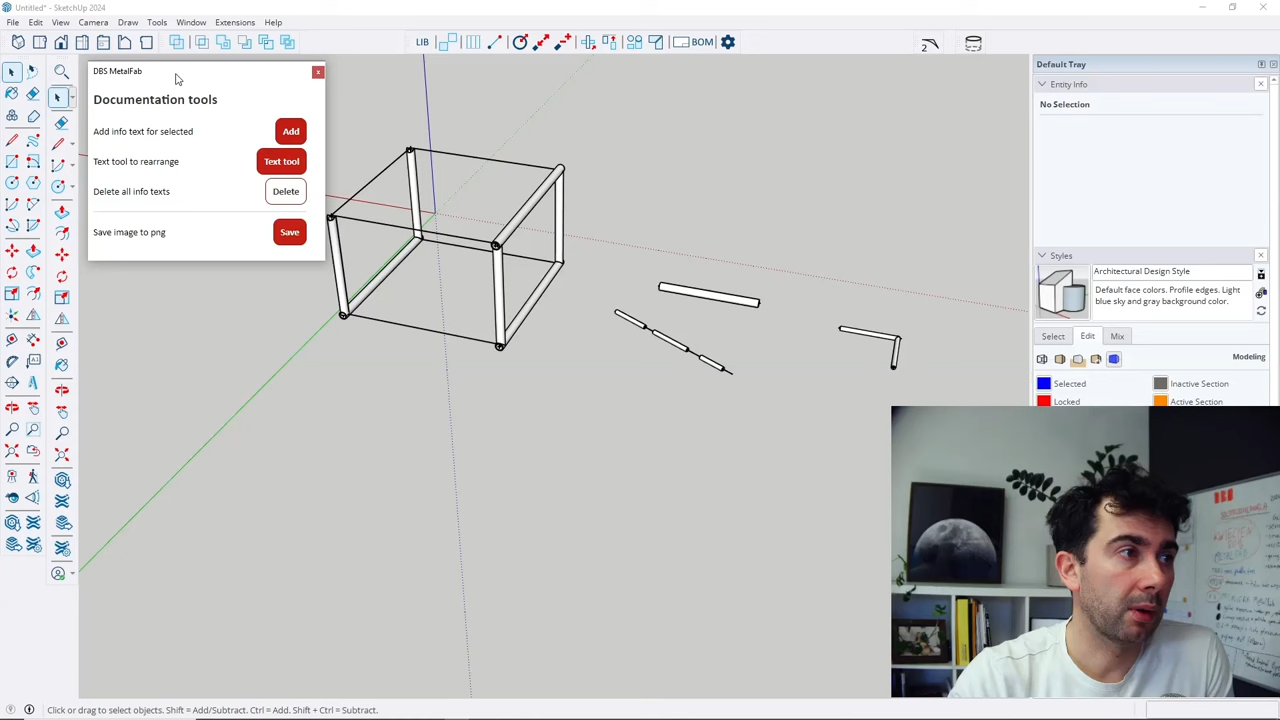 Untitled* - SketchUp 2024
File Edit View Camera Draw Tools Window Extensions Help
LIB
BOM
2
DBS MetalFab
x
Documentation tools
Add info text for selected
Add
Text tool to rearrange
Text tool
Delete all info texts
Delete
Save image to png
Save
Default Tray
Entity Info
No Selection
Styles
Architectural Design Style
Default face colors. Profile edges. Light
blue sky and gray background color.
Select Edit Mix
Modeling
Selected
Inactive Section
Locked
Active Section
Click or drag to select objects. Shift = Add/Subtract. Ctrl = Add. Shift + Ctrl = Subtract.